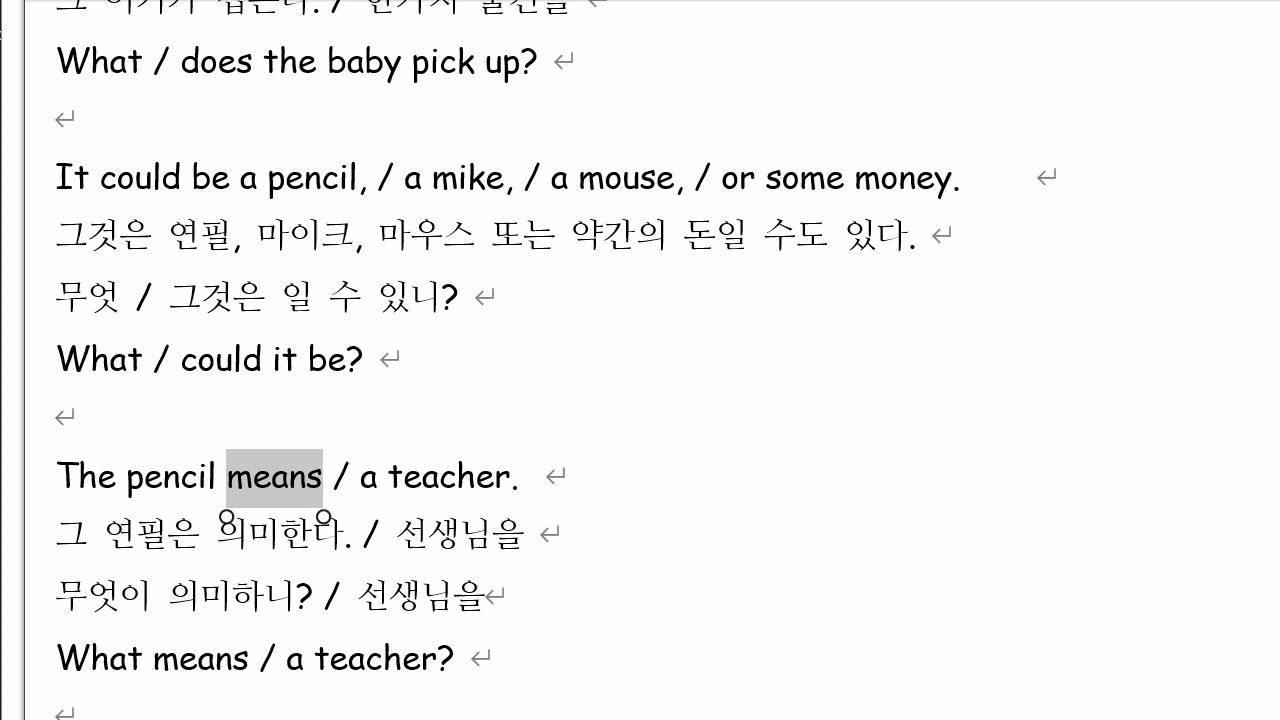 What / does the baby pick up?
It could be a pencil, / a mike, / a mouse, / or some money.
그것은 연필, 마이크, 마우스 또는 약간의 돈일 수도 있다.
무엇 / 그것은 일 수 있니?
What / could it be?
The pencil means / a teacher.
그 연필은 의미한다. / 선생님을
무엇이 의미하니? / 선생님을
What means / a teacher?